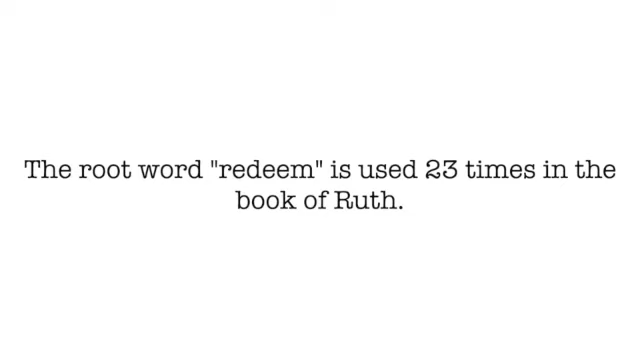 The root word "redeem" is used 23 times in the
book of Ruth.